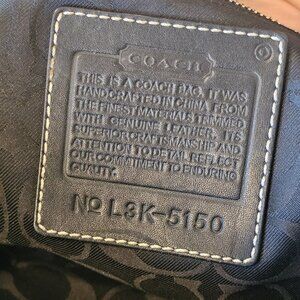 COACH
THIS IS A COACH BAG. IT WAS
HANDCRAFTED IN CHINA FROM
THE FINEST MATERIALS TRIMMED
WITH GENUINE LEATHER. ITS
SUPERIOR CRAFTSMANSHIP AND
ATTENTION TO DETAIL REFLECT
OUR COMMITMENT TO ENDURING
QUALITY.
No L3K-5150